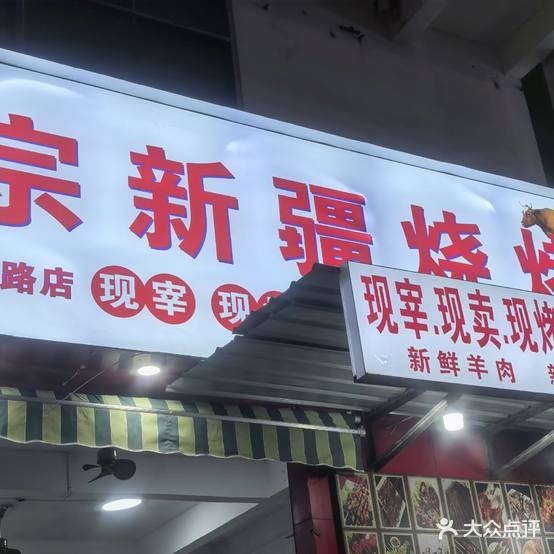 宗新疆烧烤
路店 现宰 现
现宰,现卖,现烤
新鲜羊肉
大众点评